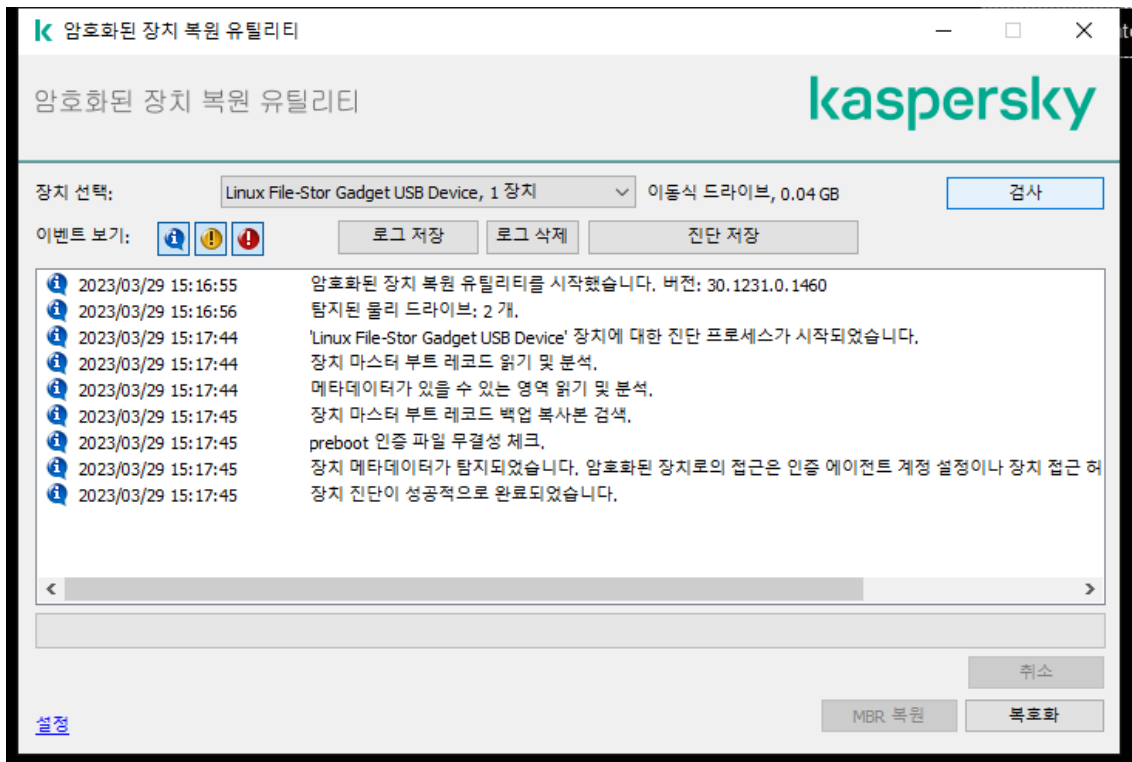 암호화된 장치 복원 유틸리티
암호화된 장치 복원 유틸리티
kaspersky
장치 선택: Linux File-Stor Gadget USB Device, 1 장치 이동식 드라이브, 0.04 GB 검사
이벤트 보기: 로그 저장 로그 삭제 진단 저장
2023/03/29 15:16:55 암호화된 장치 복원 유틸리티를 시작했습니다. 버전: 30.1231.0.1460
2023/03/29 15:16:56 탐지된 물리 드라이브: 2 개.
2023/03/29 15:17:44 'Linux File-Stor Gadget USB Device' 장치에 대한 진단 프로세스가 시작되었습니다.
2023/03/29 15:17:44 장치 마스터 부트 레코드 읽기 및 분석.
2023/03/29 15:17:44 메타데이터가 있을 수 있는 영역 읽기 및 분석.
2023/03/29 15:17:45 장치 마스터 부트 레코드 백업 복사본 검색.
2023/03/29 15:17:45 preboot 인증 파일 무결성 체크.
2023/03/29 15:17:45 장치 메타데이터가 탐지되었습니다. 암호화된 장치로의 접근은 인증 에이전트 계정 설정이나 장치 접근 허
2023/03/29 15:17:45 장치 진단이 성공적으로 완료되었습니다.
취소
설정 MBR 복원 복호화